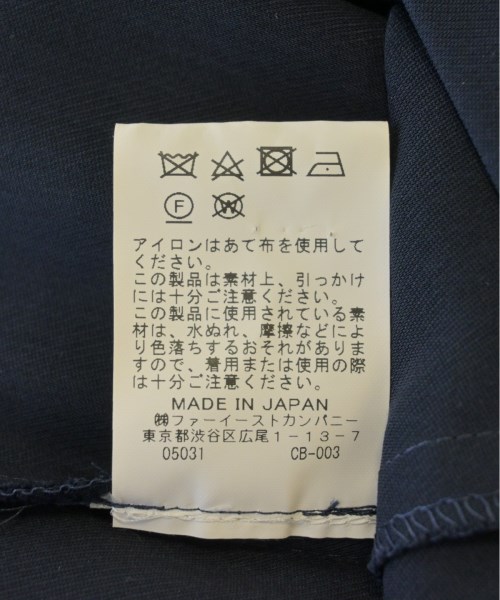 F W
アイロンはあて布を使用して
ください。
この製品は素材上、引っかけ
には十分ご注意ください。
この製品に使用されている素
材は、水ぬれ、摩擦などによ
り色落ちするおそれがありま
すので、着用または使用の際
は十分ご注意ください。
MADE IN JAPAN
㈱ファーイーストカンパニー
東京都渋谷区広尾1-13-7
05031 CB-003